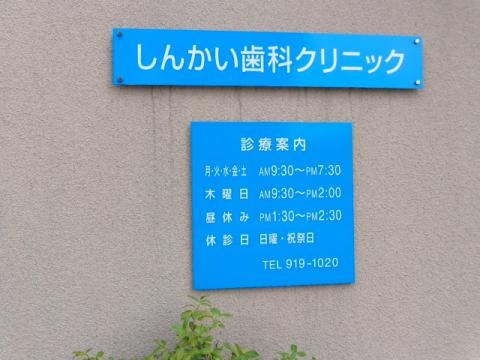 しんかい歯科クリニック
診療案内
月・火・水・金・土 AM9:30～PM7:30
木曜日 AM9:30～PM2:00
昼休み PM1:30～PM2:30
休診日 日曜・祝祭日
TEL 919-1020